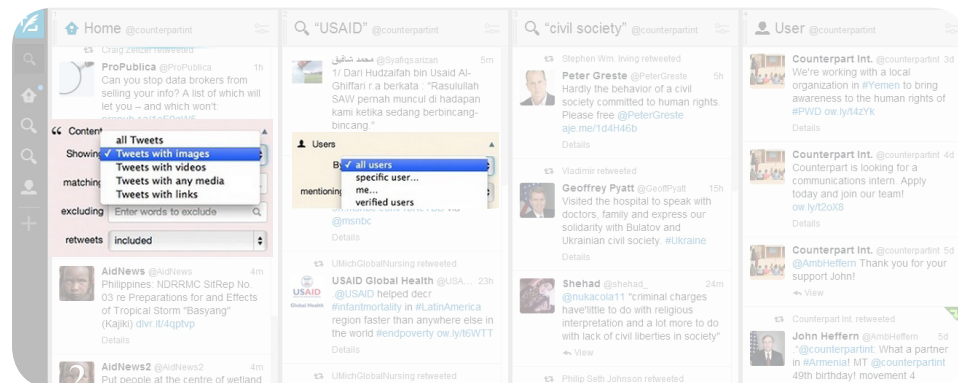 Home @counterpartint
Craig Zelizer retweeted
ProPublica @ProPublica 1h
Can you stop data brokers from
selling your info? A list of which will
let you – and which won't:
Content
all Tweets
Showing ✓ Tweets with images
Tweets with videos
matching
Tweets with any media
Tweets with links
excluding Enter words to exclude
retweets included
AidNews @AidNews 4m
Philippines: NDRRMC SitRep No.
03 re Preparations for and Effects
of Tropical Storm "Basyang"
(Kajiki) dlvr.it/4qptvp
Details
AidNews2 @AidNews2 4m
Put people at the centre of wetland
"USAID" @counterpartint
محمد شافيق @Syafiqsarizan 5m
1/ Dari Hudzaifah bin Usaid Al-
Ghiffari r.a berkata : "Rasulullah
SAW pernah muncul di hadapan
kami ketika sedang berbincang-
bincang."
Users
By ✓ all users
specific user...
mentioning
me...
verified users
@msnbc
Details
UMichGlobalNursing retweeted
USAID Global Health @USA... 23h
.@USAID helped decr
#infantmortality in #LatinAmerica
region faster than anywhere else in
the world #endpoverty ow.ly/t6WTT
Details
USAID
Global Health
UMichGlobalNursing retweeted
"civil society" @counterpartint
Stephen Wm. living retweeted
Peter Greste @PeterGreste 5h
Hardly the behavior of a civil
society committed to human rights.
Please free @PeterGreste
aje.me/1d4H46b
Details
Vladimir retweeted
Geoffrey Pyatt @GeoffPyatt 15h
Visited the hospital to speak with
doctors, family and express our
solidarity with Bulatov and
Ukrainian civil society. #Ukraine
Details
Shehad @shehad_ 24m
@nukacola11 "criminal charges
have'little to do with religious
interpretation and a lot more to do
with lack of civil liberties in society"
View
Philip Seth Johnson retweeted
User @counterpartint
Counterpart Int. @counterpartint 3d
We're working with a local
organization in #Yemen to bring
awareness to the human rights of
#PWD ow.ly/t4zYk
Details
Counterpart Int. @counterpartint 4d
Counterpart is looking for a
communications intern. Apply
today and join our team!
ow.ly/t2oX8
Details
Counterpart Int. @counterpartint 5d
@AmbHeffern Thank you for your
support John!
View
Counterpart Int. retweeted
John Heffern @AmbHeffern 5d
."@counterpartint: What a partner
in #Armenia! MT @counterpartint
49th birthday! movement 4